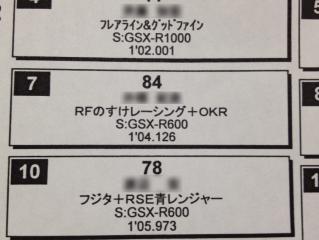 ﾌﾚｱﾗｲﾝ&ｸﾞｯﾄﾞﾌｧｲﾝ
S:GSX-R1000
1'02.001
7
84
RFのすけレーシング＋OKR
S:GSX-R600
1'04.126
10
78
フジタ＋RSE青レンジャー
S:GSX-R600
1'05.973